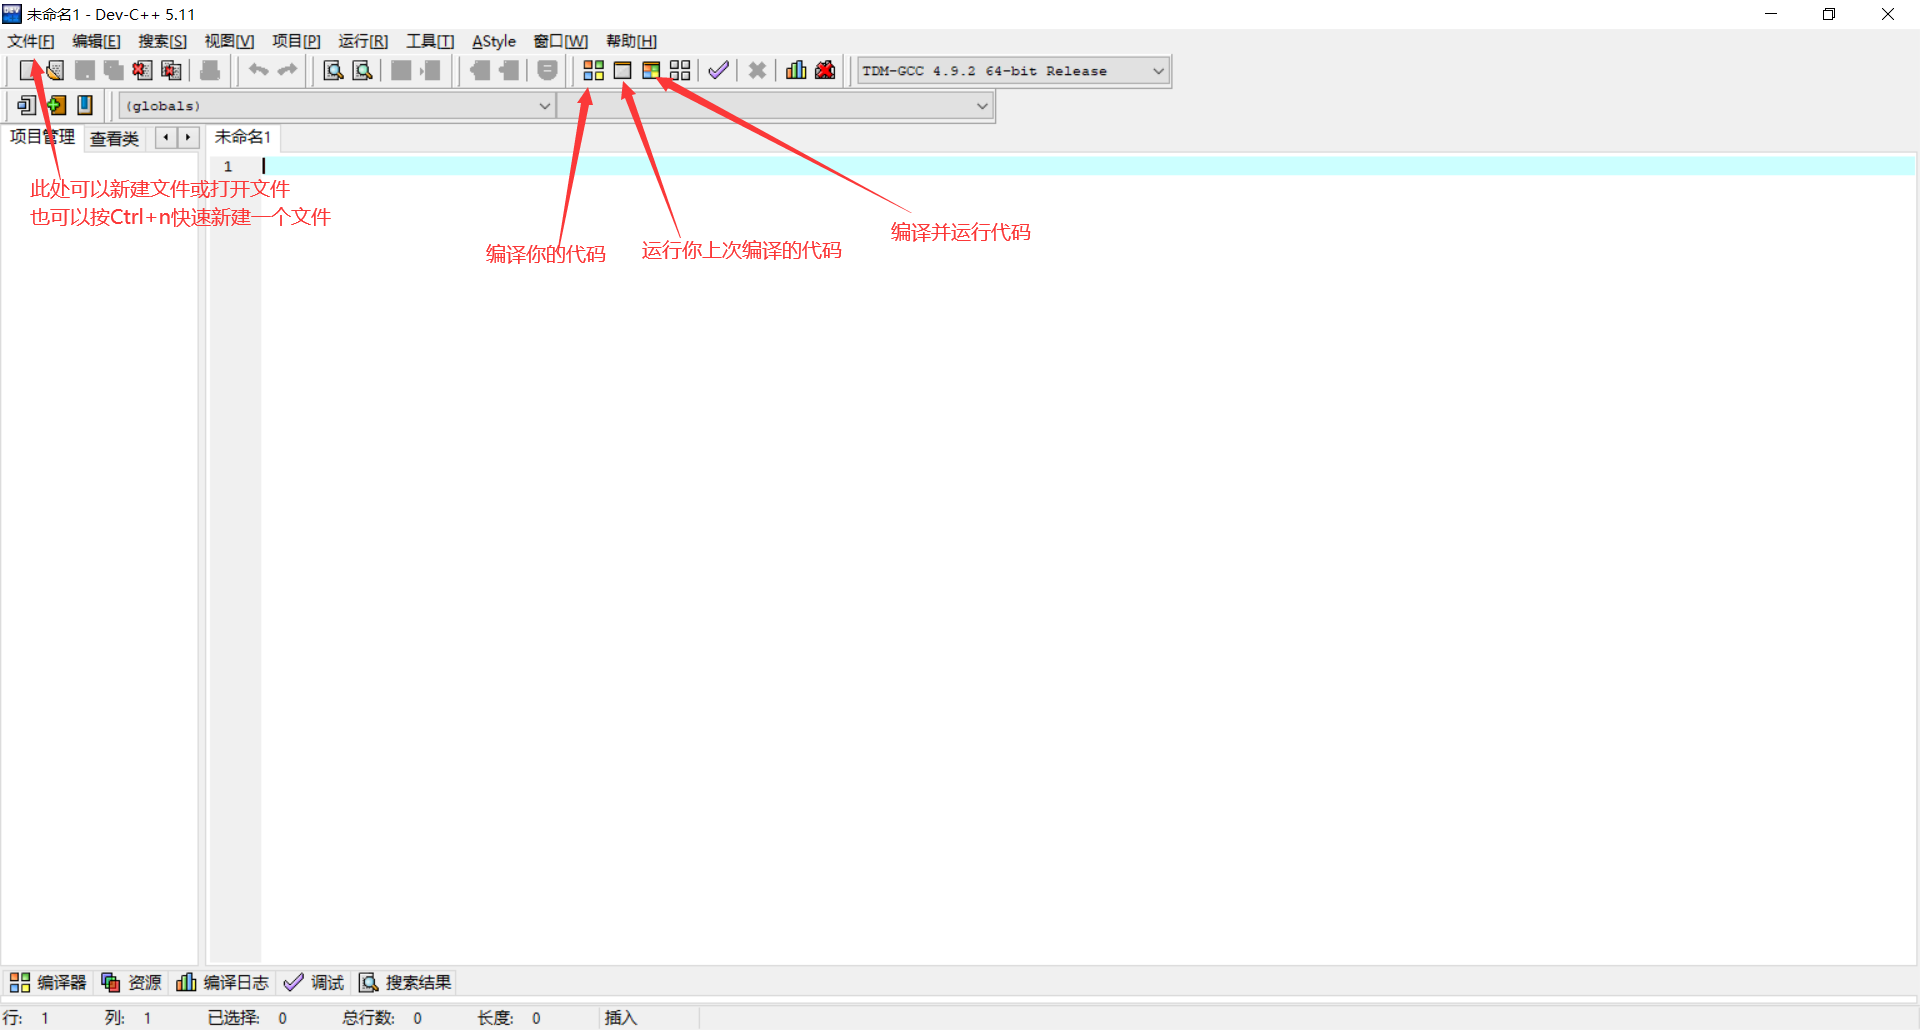 未命名1 - Dev-C++ 5.11
文件[F] 编辑[E] 搜索[S] 视图[V] 项目[P] 运行[R] 工具[T] AStyle 窗口[W] 帮助[H]
TDM-GCC 4.9.2 64-bit Release
(globals)
项目管理 查看类 未命名1
1
此处可以新建文件或打开文件
也可以按Ctrl+n快速新建一个文件
编译你的代码
运行你上次编译的代码
编译并运行代码
编译器 资源 编译日志 调试 搜索结果
行: 1 列: 1 已选择: 0 总行数: 0 长度: 0 插入